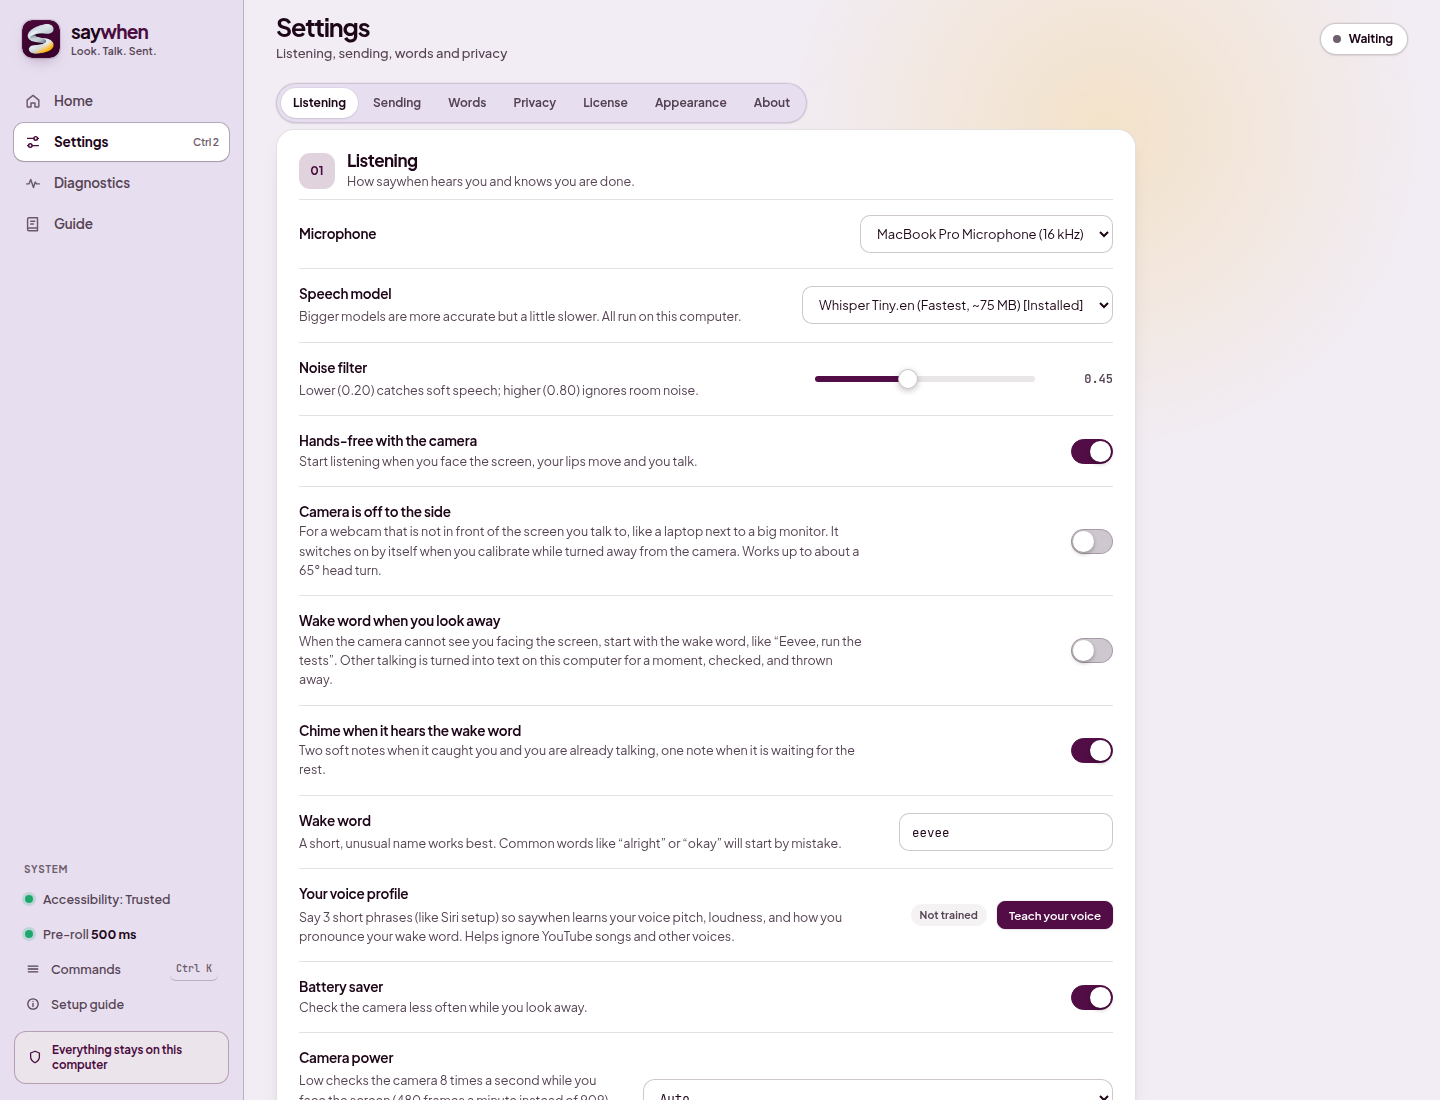 saywhen
Look. Talk. Sent.
Home
Settings
Ctrl 2
Diagnostics
Guide
SYSTEM
Accessibility: Trusted
Pre-roll 500 ms
Commands
Ctrl K
Setup guide
Everything stays on this
computer
Settings
Listening, sending, words and privacy
Waiting
Listening
Sending
Words
Privacy
License
Appearance
About
01
Listening
How saywhen hears you and knows you are done.
Microphone
MacBook Pro Microphone (16 kHz)
Speech model
Bigger models are more accurate but a little slower. All run on this computer.
Whisper Tiny.en (Fastest, ~75 MB) [Installed]
Noise filter
Lower (0.20) catches soft speech; higher (0.80) ignores room noise.
0.45
Hands-free with the camera
Start listening when you face the screen, your lips move and you talk.
Camera is off to the side
For a webcam that is not in front of the screen you talk to, like a laptop next to a big monitor. It
switches on by itself when you calibrate while turned away from the camera. Works up to about a
65° head turn.
Wake word when you look away
When the camera cannot see you facing the screen, start with the wake word, like “Eevee, run the
tests”. Other talking is turned into text on this computer for a moment, checked, and thrown
away.
Chime when it hears the wake word
Two soft notes when it caught you and you are already talking, one note when it is waiting for the
rest.
Wake word
A short, unusual name works best. Common words like “alright” or “okay” will start by mistake.
eevee
Your voice profile
Say 3 short phrases (like Siri setup) so saywhen learns your voice pitch, loudness, and how you
pronounce your wake word. Helps ignore YouTube songs and other voices.
Not trained
Teach your voice
Battery saver
Check the camera less often while you look away.
Camera power
Low checks the camera 8 times a second while you
face the screen (480 frames a minute instead of 909)
Auto